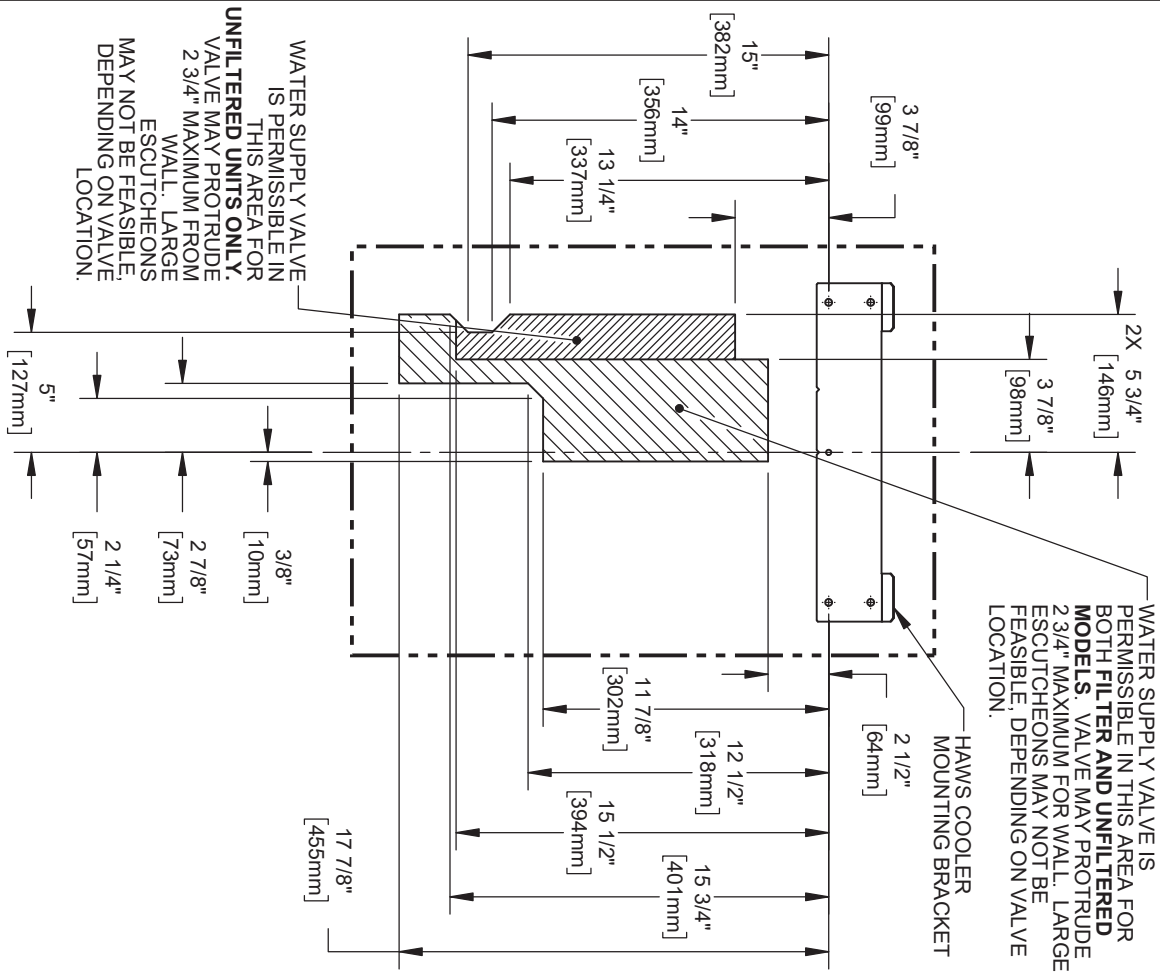 WATER SUPPLY VALVE IS
PERMISSIBLE IN THIS AREA FOR
BOTH FILTER AND UNFILTERED
MODELS. VALVE MAY PROTRUDE
2 3/4" MAXIMUM FOR WALL. LARGE
ESCUTCHEONS MAY NOT BE
FEASIBLE, DEPENDING ON VALVE
LOCATION.
HAWS COOLER
MOUNTING BRACKET
2X 5 3/4"
[146mm]
3 7/8"
[98mm]
3 7/8"
[99mm]
13 1/4"
[337mm]
14"
[356mm]
15"
[382mm]
2 1/2"
[64mm]
11 7/8"
[302mm]
12 1/2"
[318mm]
15 1/2"
[394mm]
15 3/4"
[401mm]
17 7/8"
[455mm]
3/8"
[10mm]
2 7/8"
[73mm]
2 1/4"
[57mm]
5"
[127mm]
WATER SUPPLY VALVE
IS PERMISSIBLE IN
THIS AREA FOR
UNFILTERED UNITS ONLY.
VALVE MAY PROTRUDE
2 3/4" MAXIMUM FROM
WALL. LARGE
ESCUTCHEONS
MAY NOT BE FEASIBLE,
DEPENDING ON VALVE
LOCATION.